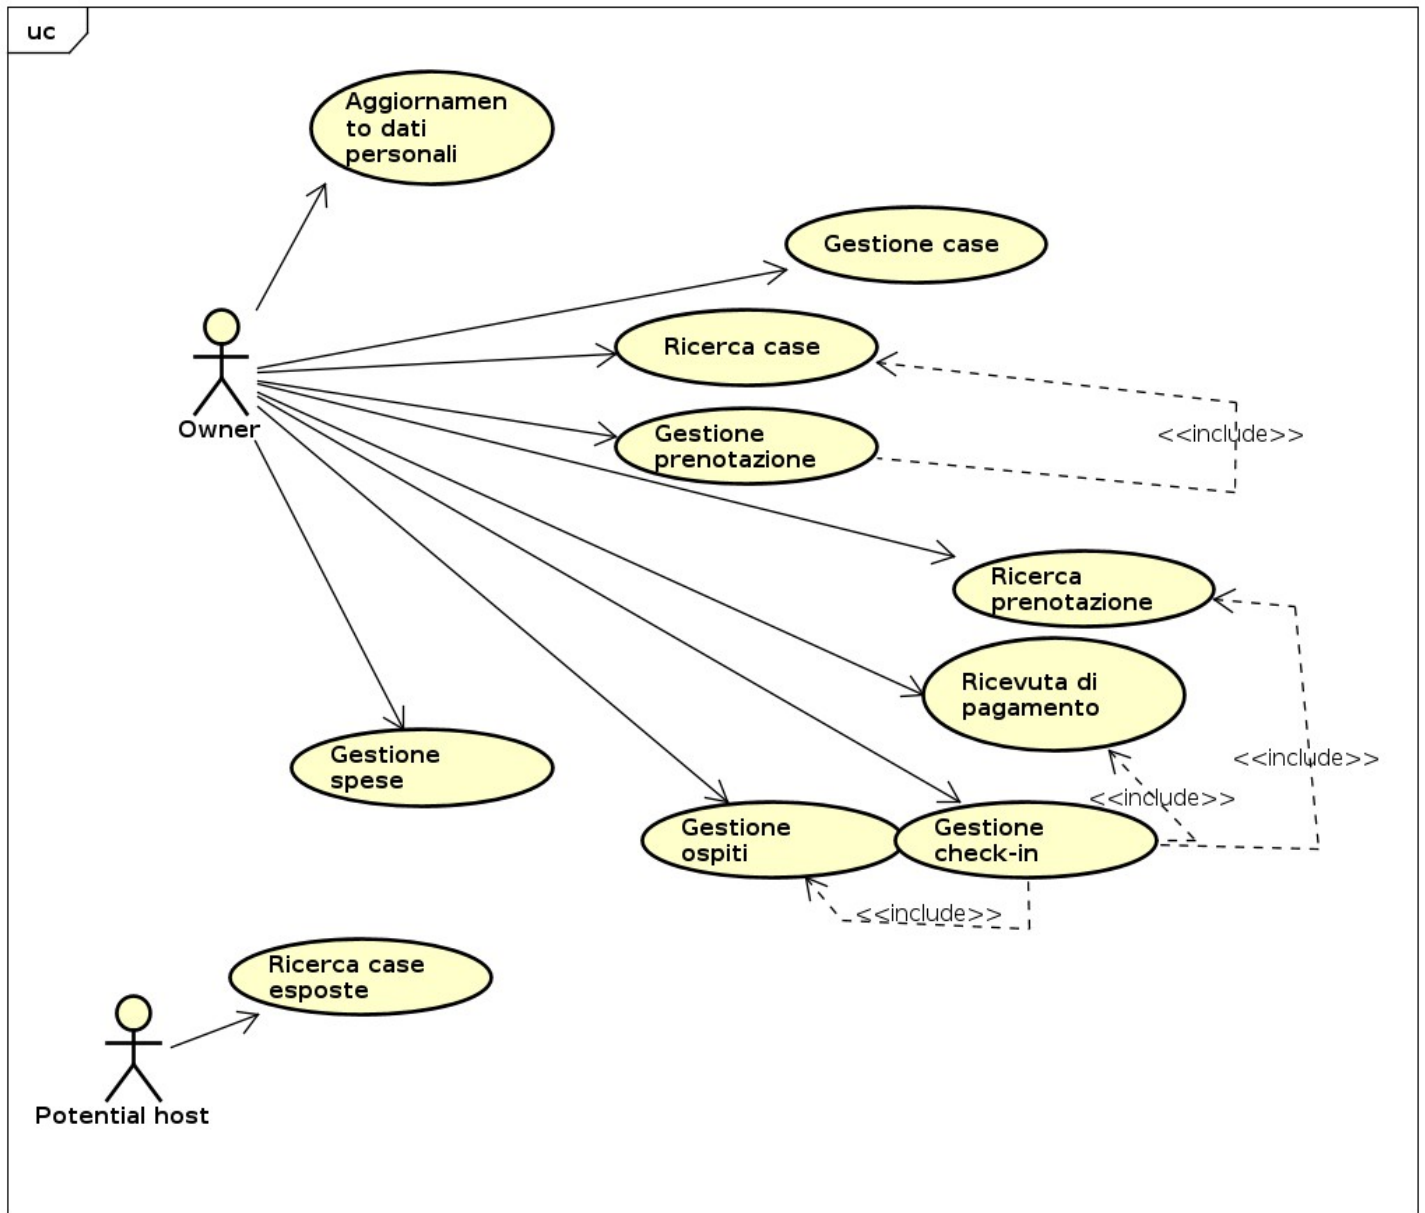 uc
Aggiornamen
to dati
personali
Gestione case
Ricerca case
Owner
Gestione
prenotazione
<<include>>
Ricerca
prenotazione
Ricevuta di
pagamento
Gestione
spese
<<include>>
<<include>>
Gestione
ospiti
Gestione
check-in
<<include>>
Ricerca case
esposte
Potential host